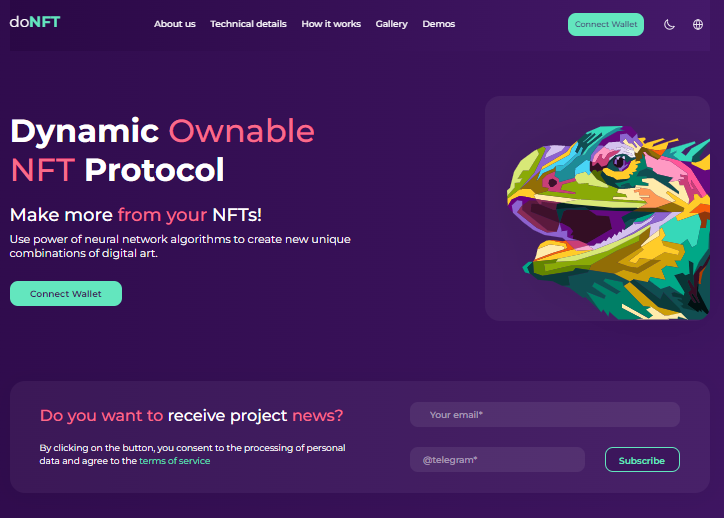 doNFT
About us
Technical details
How it works
Gallery
Demos
Connect Wallet
Dynamic Ownable
NFT Protocol
Make more from your NFTs!
Use power of neural network algorithms to create new unique
combinations of digital art.
Connect Wallet
Do you want to receive project news?
By clicking on the button, you consent to the processing of personal
data and agree to the terms of service
Your email*
@telegram*
Subscribe